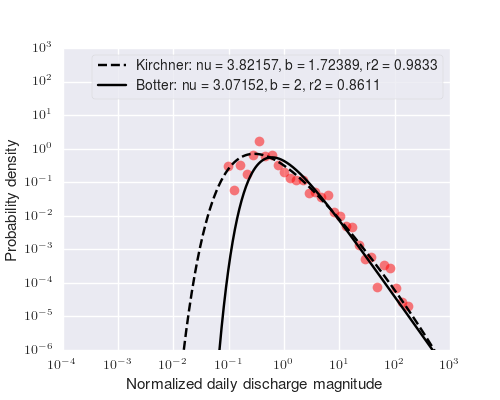 10³
Kirchner: nu = 3.82157, b = 1.72389, r2 = 0.9833
10²
Botter: nu = 3.07152, b = 2, r2 = 0.8611
10¹
10⁰
10⁻¹
10⁻²
10⁻³
10⁻⁴
10⁻⁵
10⁻⁶
Probability density
10⁻⁴ 10⁻³ 10⁻² 10⁻¹ 10⁰ 10¹ 10² 10³
Normalized daily discharge magnitude